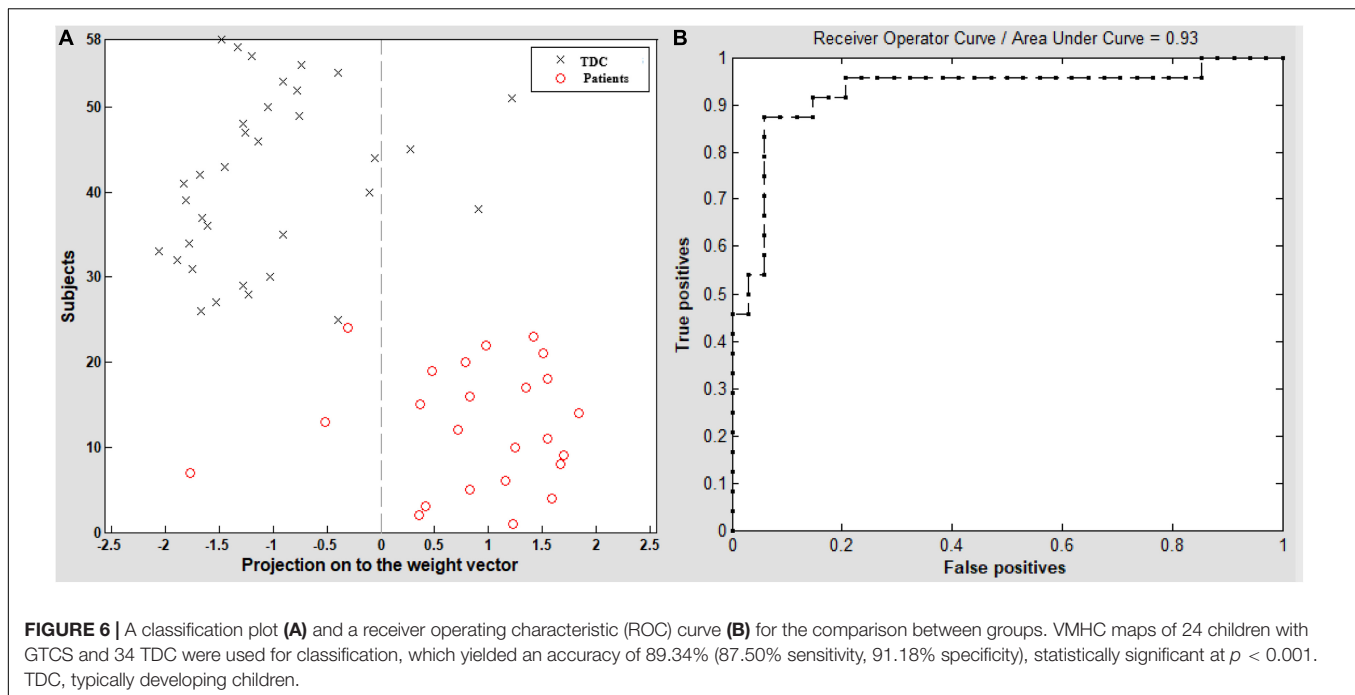 A
58
50
40
30
20
10
0
Subjects
-2.5
-2
-1.5
-1
-0.5
0
0.5
1
1.5
2
2.5
Projection on to the weight vector
TDC
Patients
B
Receiver Operator Curve / Area Under Curve = 0.93
1
0.9
0.8
0.7
0.6
0.5
0.4
0.3
0.2
0.1
0
True positives
0
0.2
0.4
0.6
0.8
1
False positives
FIGURE 6 | A classification plot (A) and a receiver operating characteristic (ROC) curve (B) for the comparison between groups. VMHC maps of 24 children with
GTCS and 34 TDC were used for classification, which yielded an accuracy of 89.34% (87.50% sensitivity, 91.18% specificity), statistically significant at p < 0.001.
TDC, typically developing children.